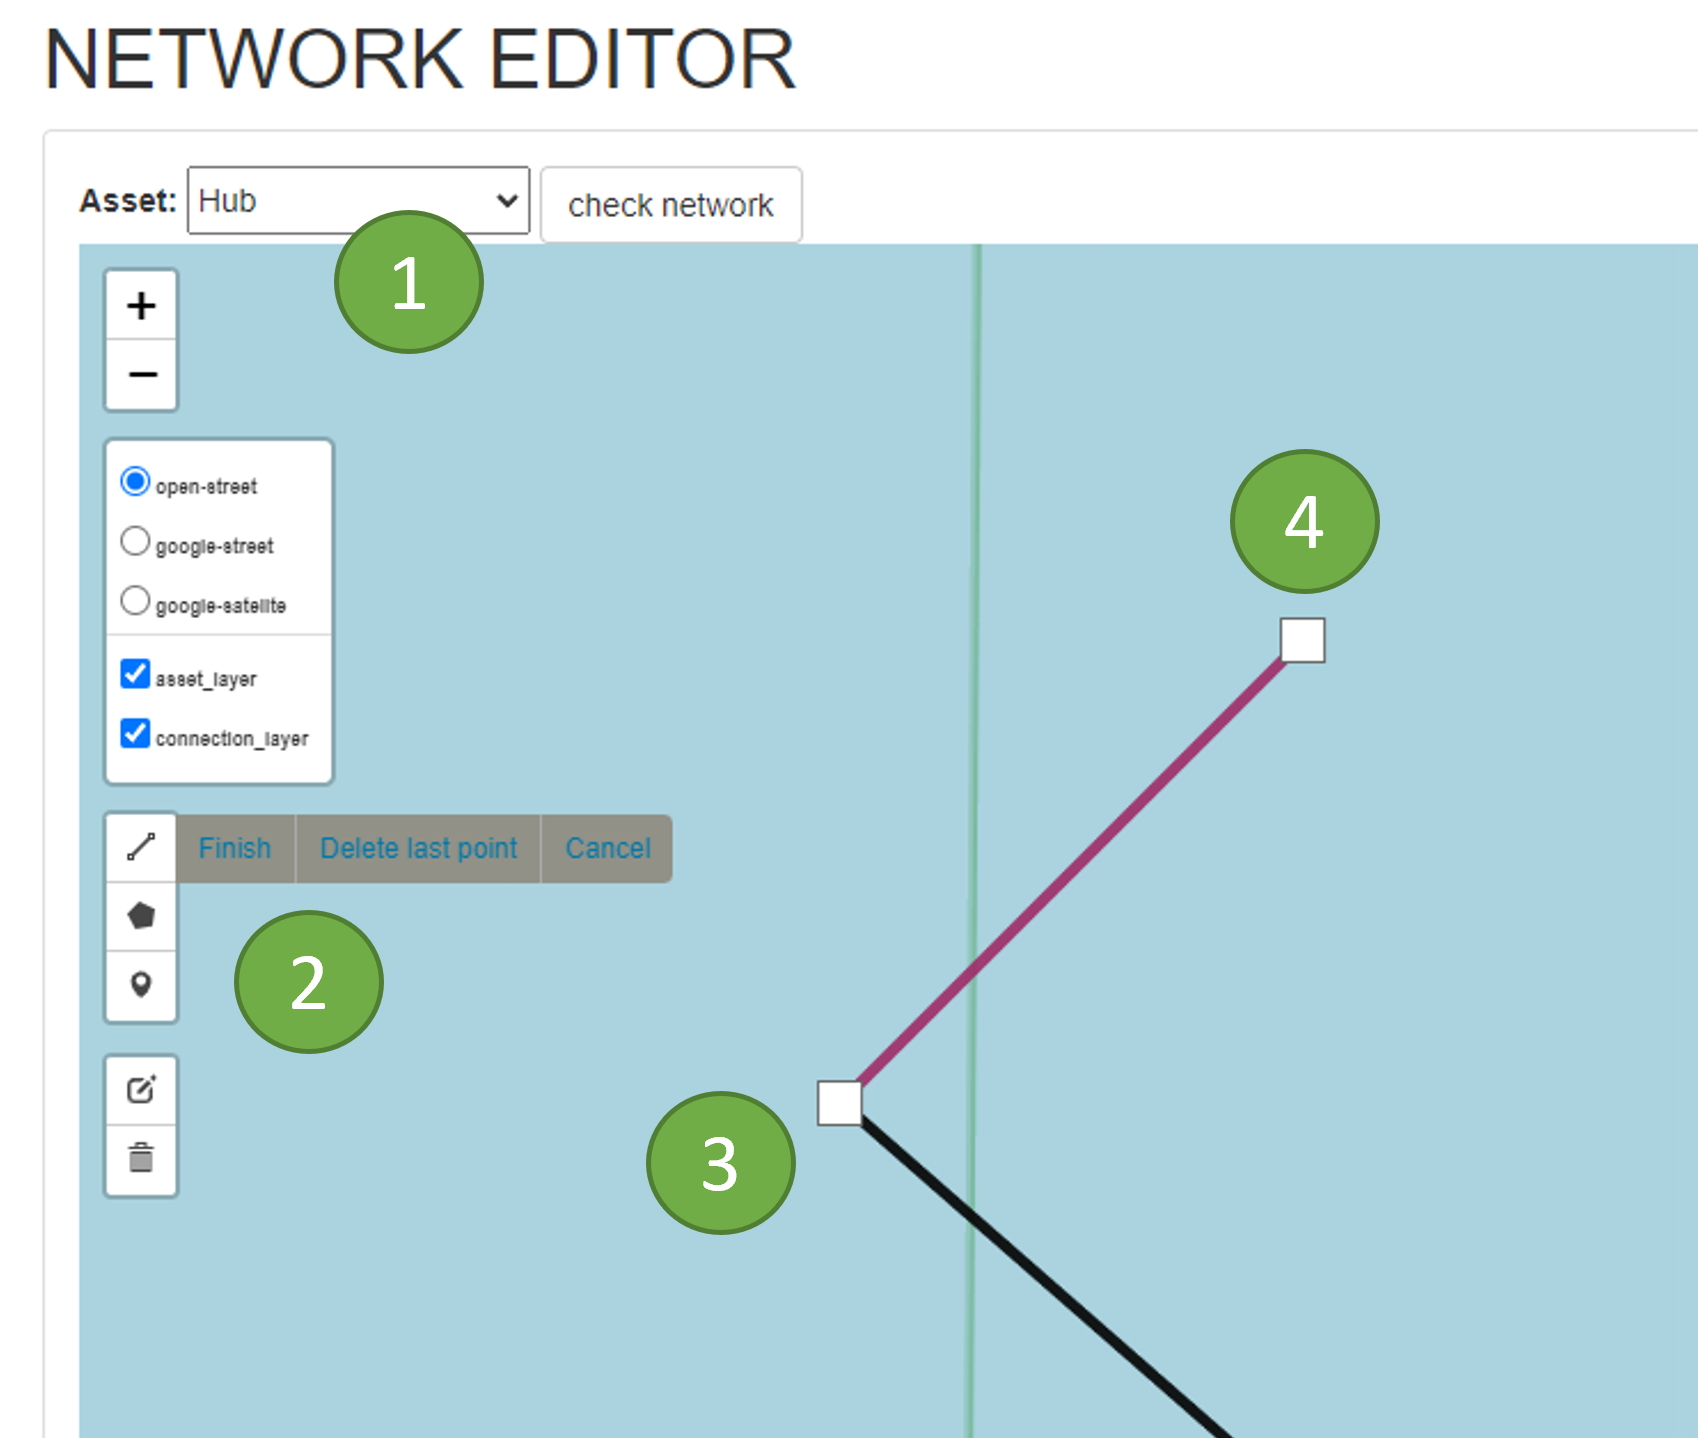 NETWORK EDITOR
Asset: Hub check network
1
+
−
open-street
google-street
google-satelite
asset_layer
connection_layer
4
Finish Delete last point Cancel
2
3